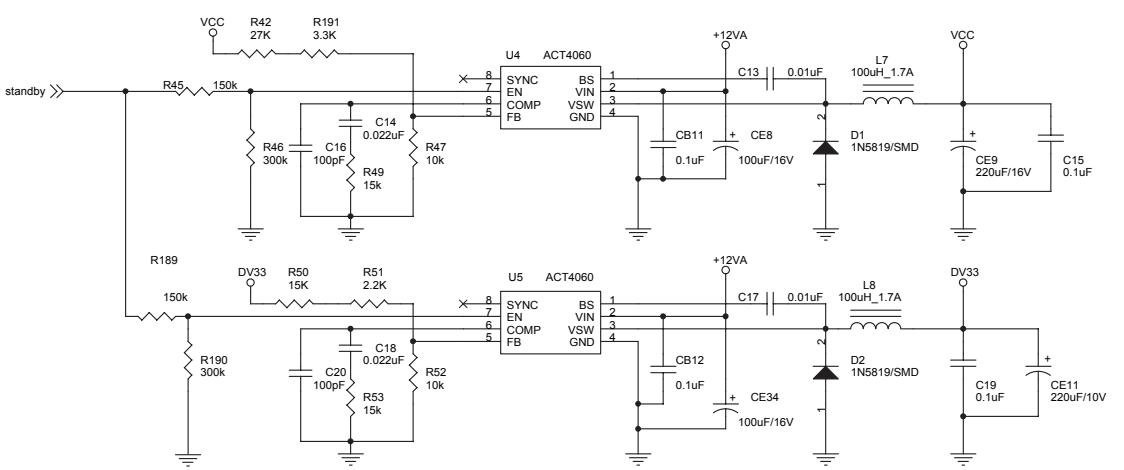 VCC
R42
27K
R191
3.3K
U4
ACT4060
+12VA
VCC
standby
R45
150k
8 SYNC
7 EN
6 COMP
5 FB
BS 1
VIN 2
VSW 3
GND 4
C13
0.01uF
L7
100uH_1.7A
R46
300k
C16
100pF
C14
0.022uF
R49
15k
R47
10k
CB11
0.1uF
+
CE8
100uF/16V
2
D1
1N5819/SMD
1
+
CE9
220uF/16V
C15
0.1uF
R189
150k
DV33
R50
15K
R51
2.2K
U5
ACT4060
+12VA
DV33
8 SYNC
7 EN
6 COMP
5 FB
BS 1
VIN 2
VSW 3
GND 4
C17
0.01uF
L8
100uH_1.7A
R190
300k
C20
100pF
C18
0.022uF
R53
15k
R52
10k
CB12
0.1uF
+
CE34
100uF/16V
2
D2
1N5819/SMD
1
C19
0.1uF
+
CE11
220uF/10V